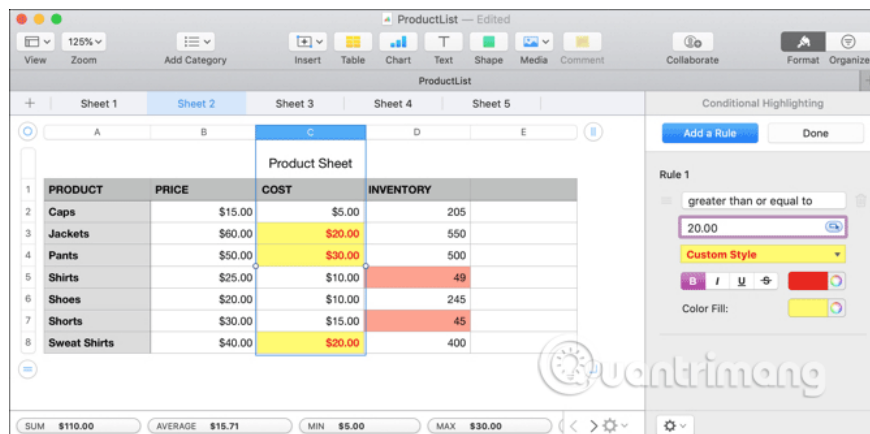 ProductList — Edited
125%
View Zoom Add Category Insert Table Chart Text Shape Media Comment Collaborate Format Organize
ProductList
+ Sheet 1 Sheet 2 Sheet 3 Sheet 4 Sheet 5 Conditional Highlighting
Add a Rule Done
A B C D E
Product Sheet
Rule 1
1 PRODUCT PRICE COST INVENTORY
greater than or equal to
2 Caps $15.00 $5.00 205
20.00
3 Jackets $60.00 $20.00 550
4 Pants $50.00 $30.00 500
Custom Style
5 Shirts $25.00 $10.00 49
B I U S
6 Shoes $20.00 $10.00 245
Color Fill:
7 Shorts $30.00 $15.00 45
8 Sweat Shirts $40.00 $20.00 400
Quantrimang
SUM $110.00 AVERAGE $15.71 MIN $5.00 MAX $30.00